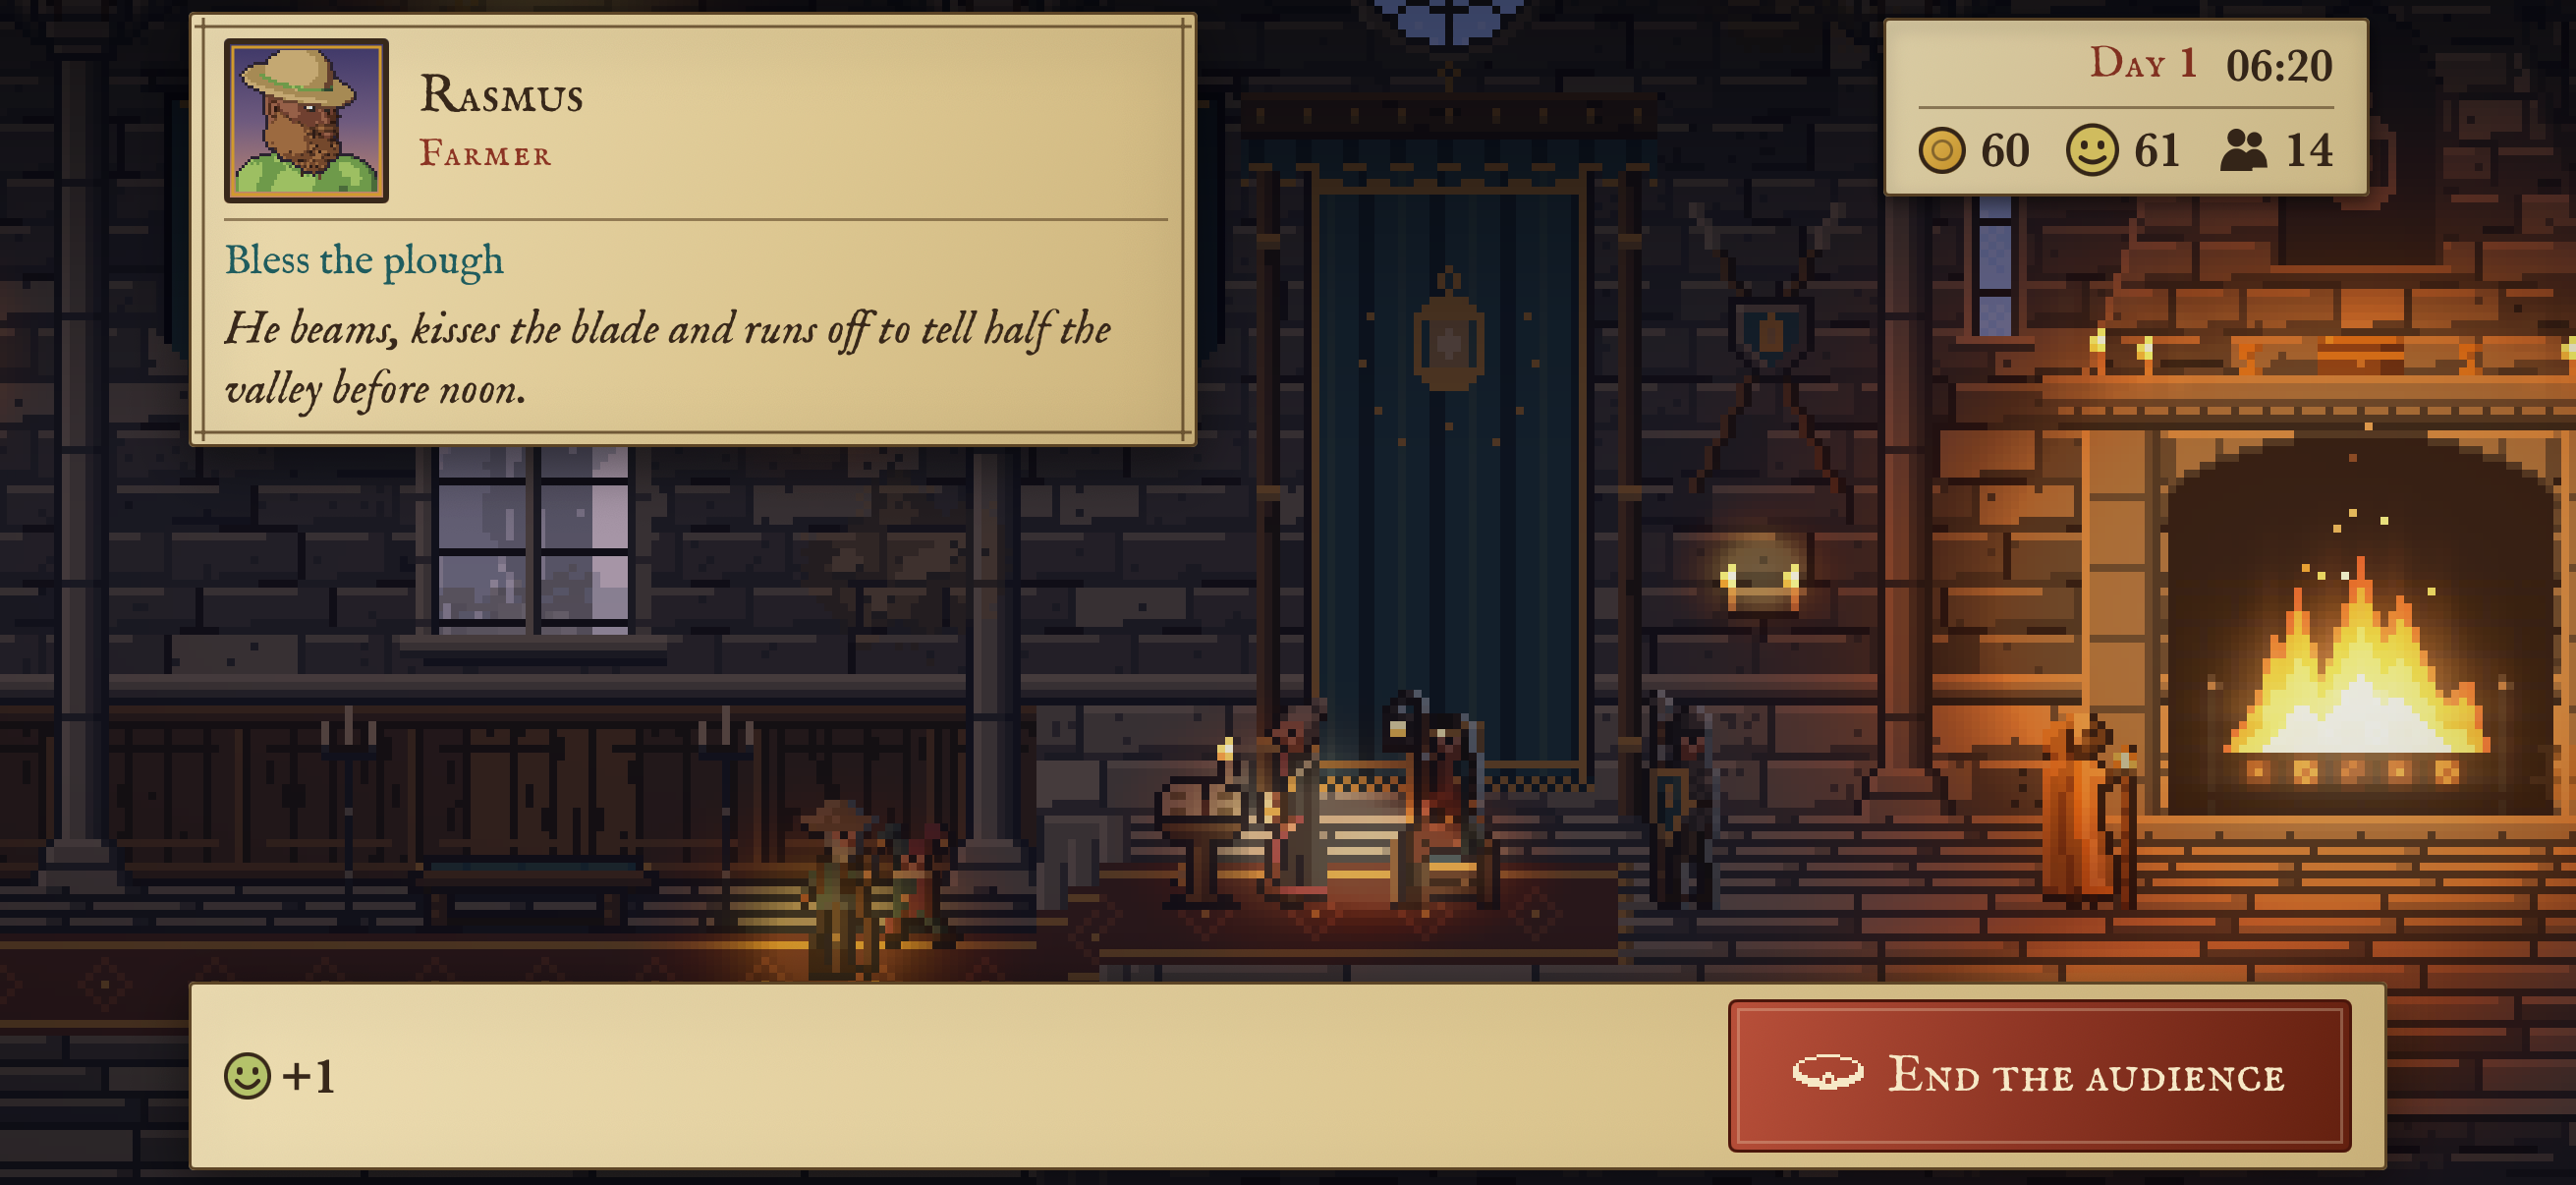 Rasmus
Farmer
Bless the plough
He beams, kisses the blade and runs off to tell half the
valley before noon.
Day 1 06:20
60 61 14
+1
End the audience